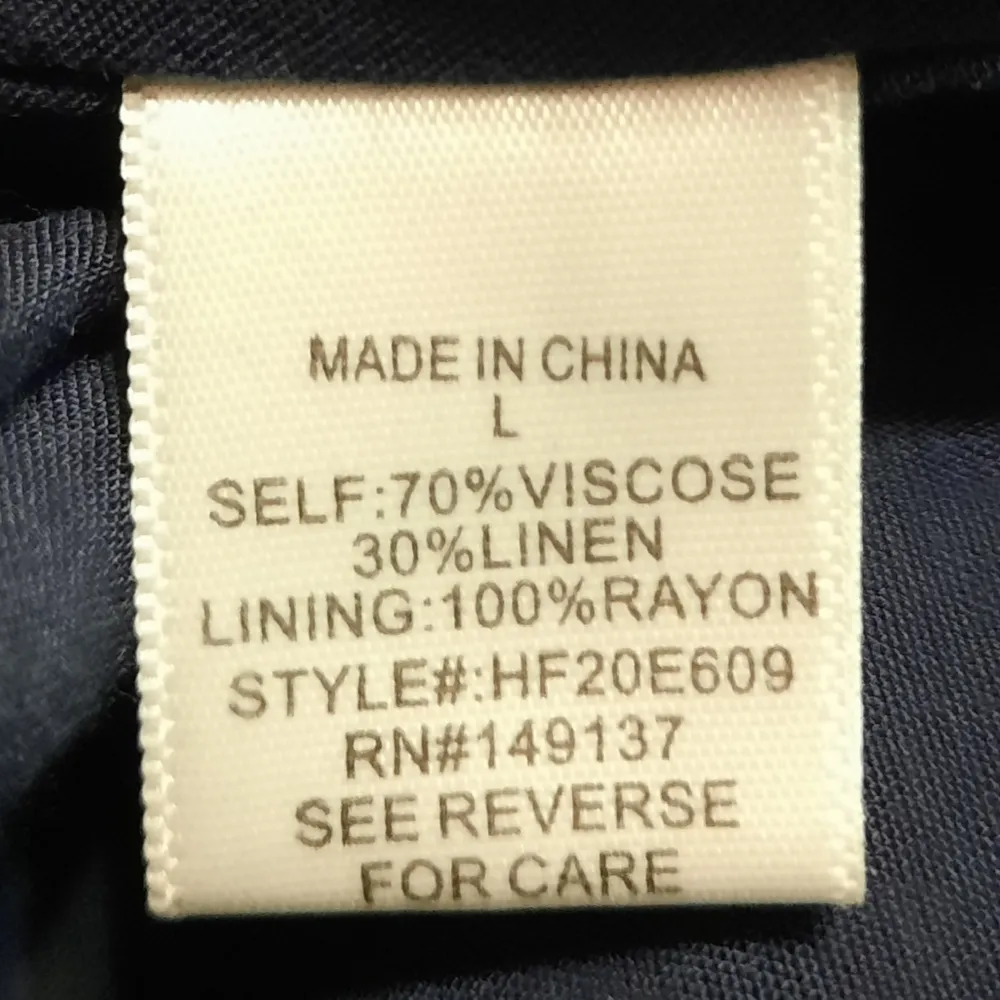 MADE IN CHINA
L
SELF:70%VISCOSE
30%LINEN
LINING:100%RAYON
STYLE#:HF20E609
RN#149137
SEE REVERSE
FOR CARE